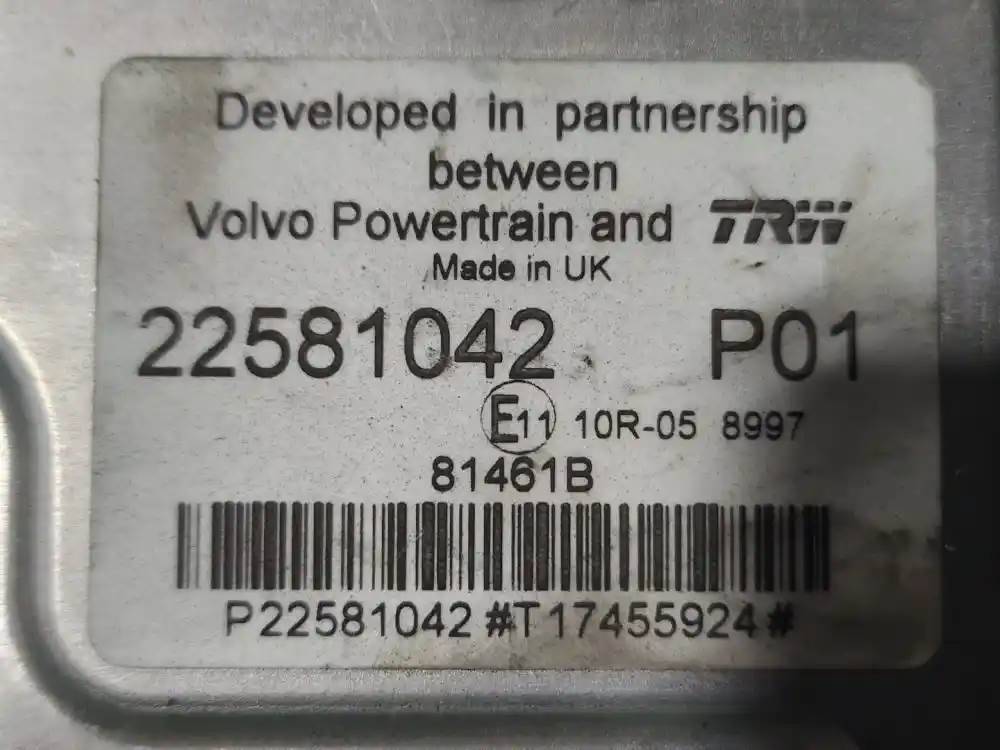 Developed in partnership
between
Volvo Powertrain and TRW
Made in UK
22581042 P01
E11 10R-05 8997
81461B
P22581042#T17455924#